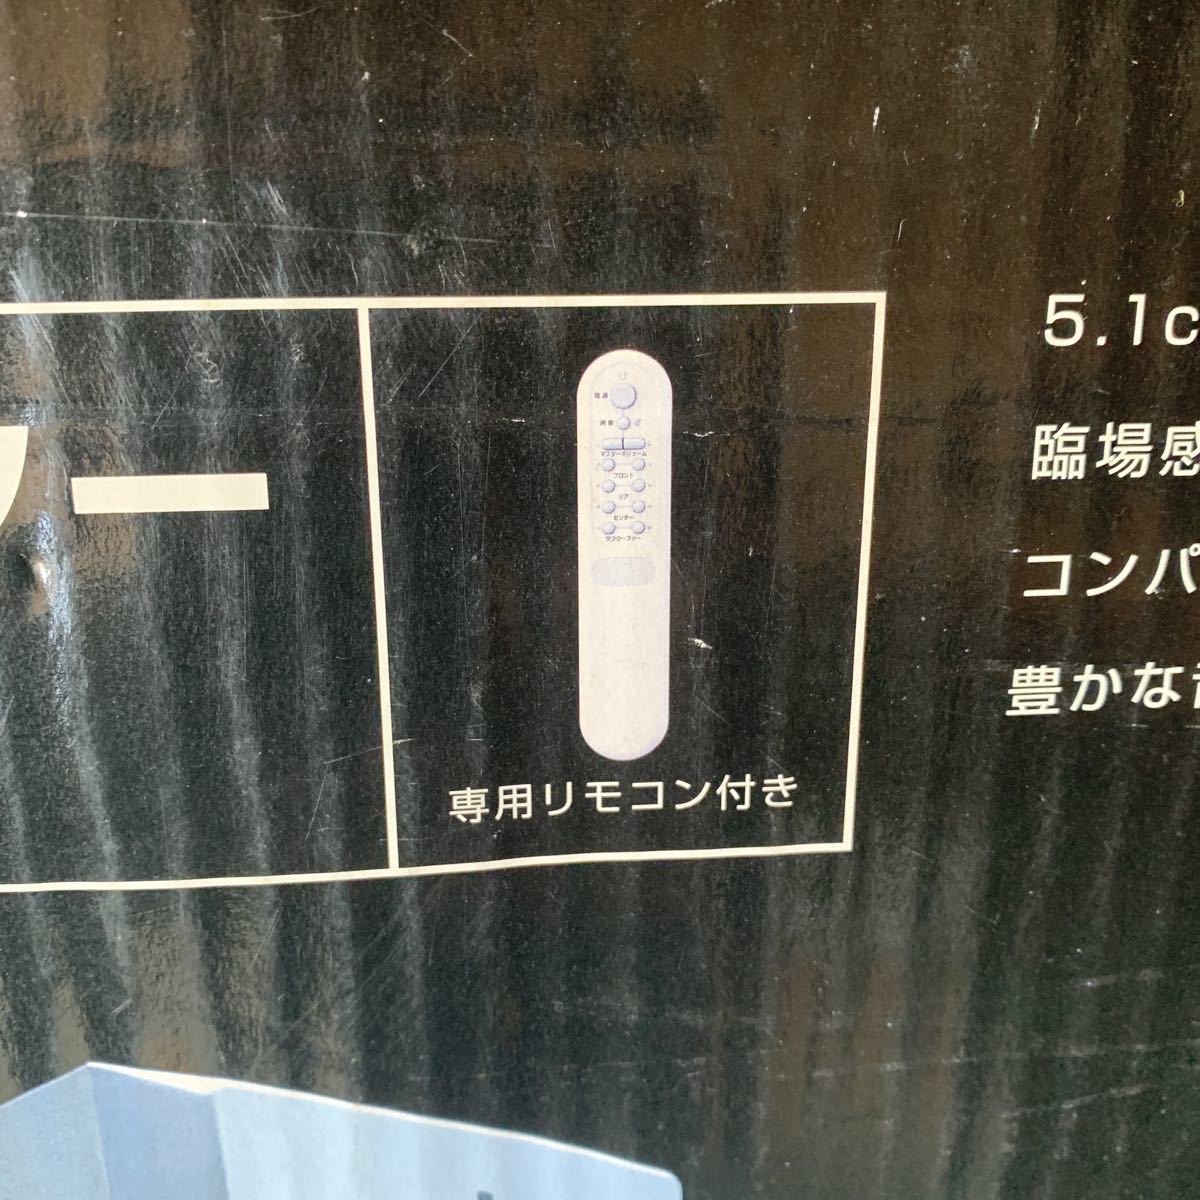 ー
電源
消音
マスターボリューム
フロント
リア
センター
サブウーファー
専用リモコン付き
5.1c
臨場感
コンパ
豊かな